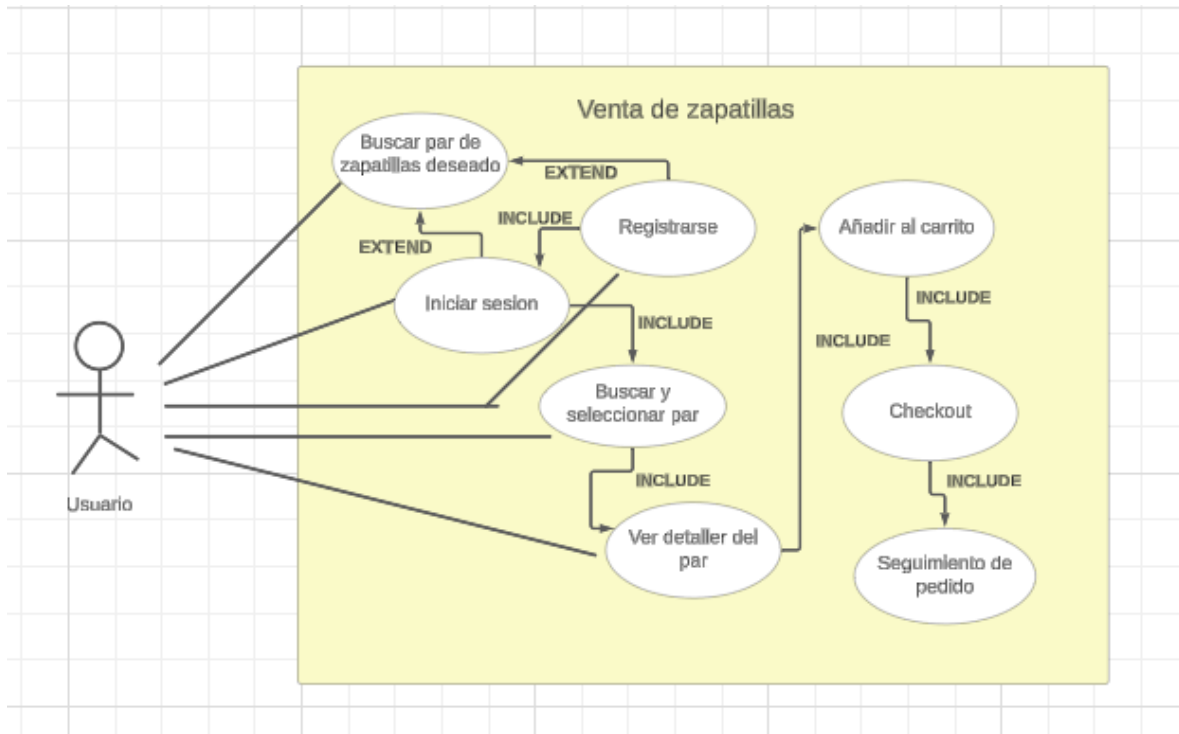 Venta de zapatillas
Buscar par de
zapatillas deseado
EXTEND
INCLUDE
Registrarse
Añadir al carrito
EXTEND
Iniciar sesion
INCLUDE
INCLUDE
INCLUDE
Buscar y
seleccionar par
Checkout
INCLUDE
INCLUDE
Usuario
Ver detaller del
par
Seguimiento de
pedido